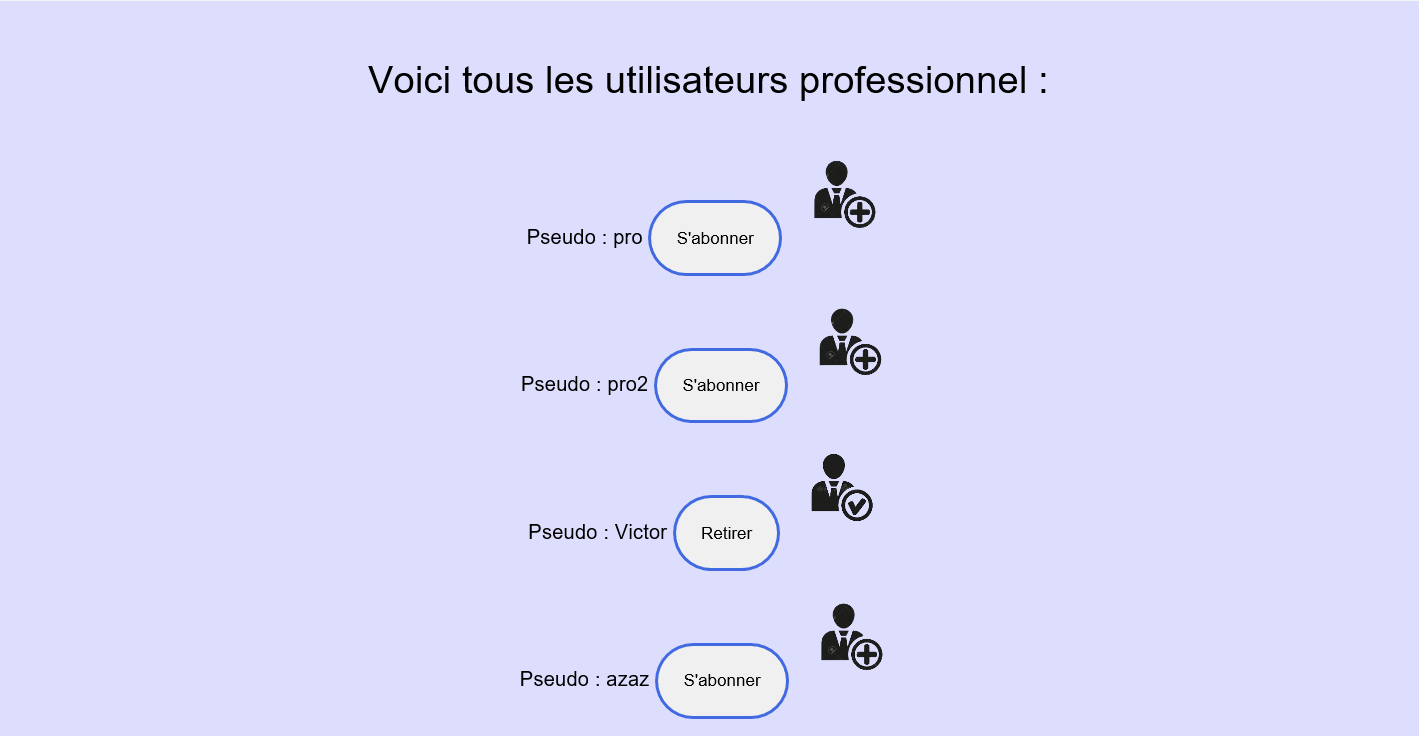 Voici tous les utilisateurs professionnel :
Pseudo : pro S'abonner
Pseudo : pro2 S'abonner
Pseudo : Victor Retirer
Pseudo : azaz S'abonner